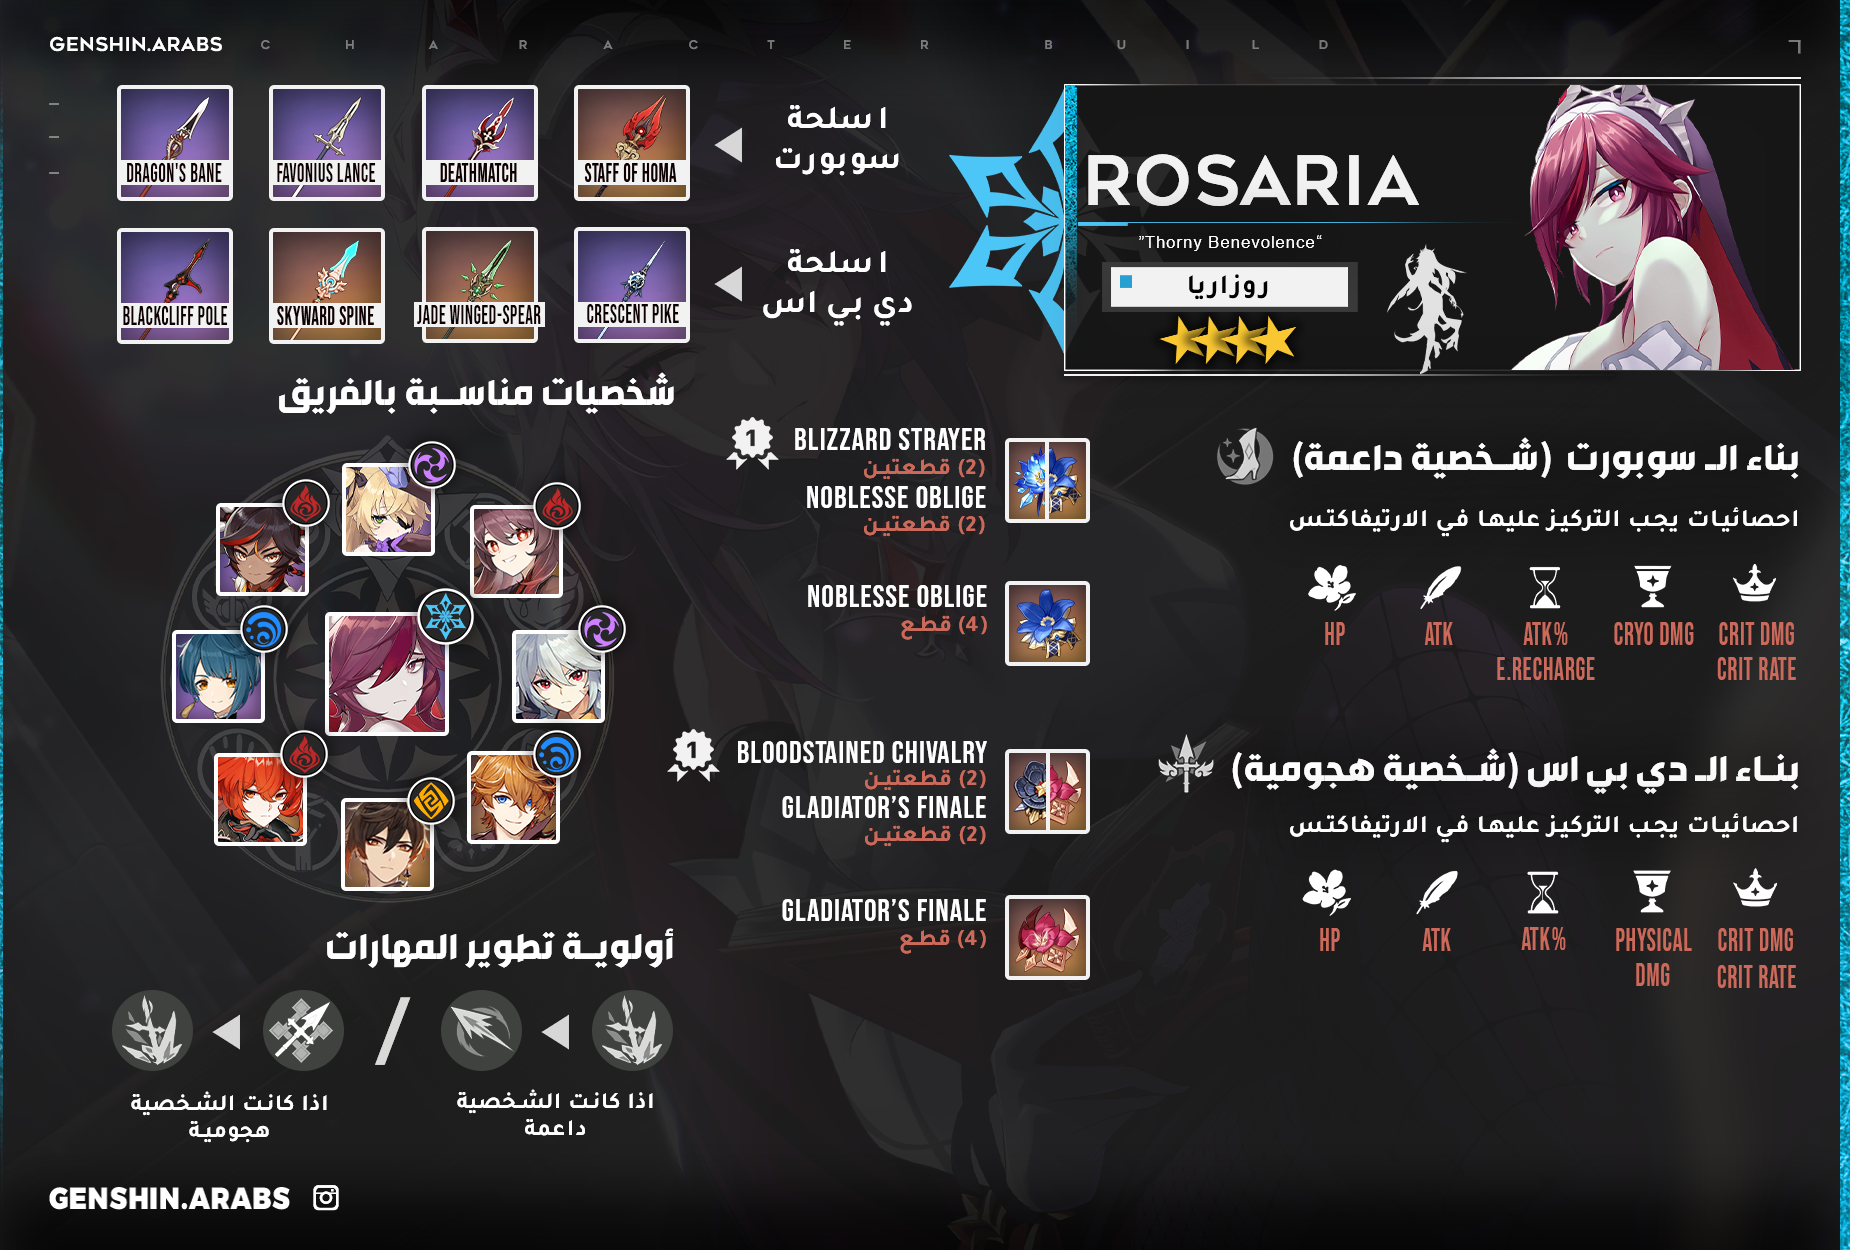 GENSHIN.ARABS
CHARACTER BUILD
ROSARIA
"Thorny Benevolence"
روزاريا
اسلحة
سوبورت
STAFF OF HOMA
DEATHMATCH
FAVONIUS LANCE
DRAGON'S BANE
اسلحة
دي بي اس
CRESCENT PIKE
JADE WINGED-SPEAR
SKYWARD SPINE
BLACKCLIFF POLE
بناء الـ سوبورت (شخصية داعمة)
احصائيات يجب التركيز عليها في الارتيفاكتس
HP
ATK
ATK%
E.RECHARGE
CRYO DMG
CRIT DMG
CRIT RATE
BLIZZARD STRAYER
(2) قطعتين
NOBLESSE OBLIGE
(2) قطعتين
1
NOBLESSE OBLIGE
(4) قطع
بناء الـ دي بي اس (شخصية هجومية)
احصائيات يجب التركيز عليها في الارتيفاكتس
HP
ATK
ATK%
PHYSICAL
DMG
CRIT DMG
CRIT RATE
BLOODSTAINED CHIVALRY
(2) قطعتين
GLADIATOR'S FINALE
(2) قطعتين
1
GLADIATOR'S FINALE
(4) قطع
شخصيات مناسبة بالفريق
أولوية تطوير المهارات
اذا كانت الشخصية
داعمة
/
اذا كانت الشخصية
هجومية
GENSHIN.ARABS